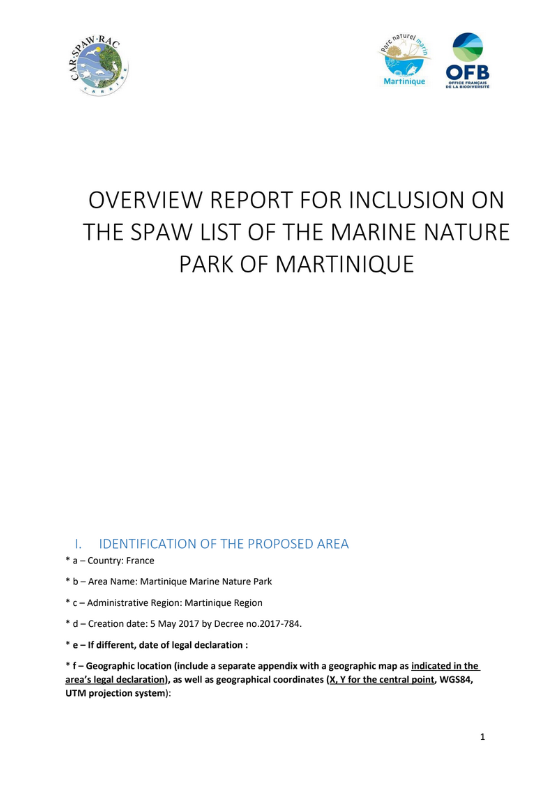 CAR-SPAW-RAC
CARAIBE
Parc naturel marin
Martinique
OFB
OFFICE FRANÇAIS
DE LA BIODIVERSITÉ
OVERVIEW REPORT FOR INCLUSION ON
THE SPAW LIST OF THE MARINE NATURE
PARK OF MARTINIQUE
I. IDENTIFICATION OF THE PROPOSED AREA
* a – Country: France
* b – Area Name: Martinique Marine Nature Park
* c – Administrative Region: Martinique Region
* d – Creation date: 5 May 2017 by Decree no.2017-784.
* e – If different, date of legal declaration :
* f – Geographic location (include a separate appendix with a geographic map as indicated in the
area's legal declaration), as well as geographical coordinates (X, Y for the central point, WGS84,
UTM projection system):
1